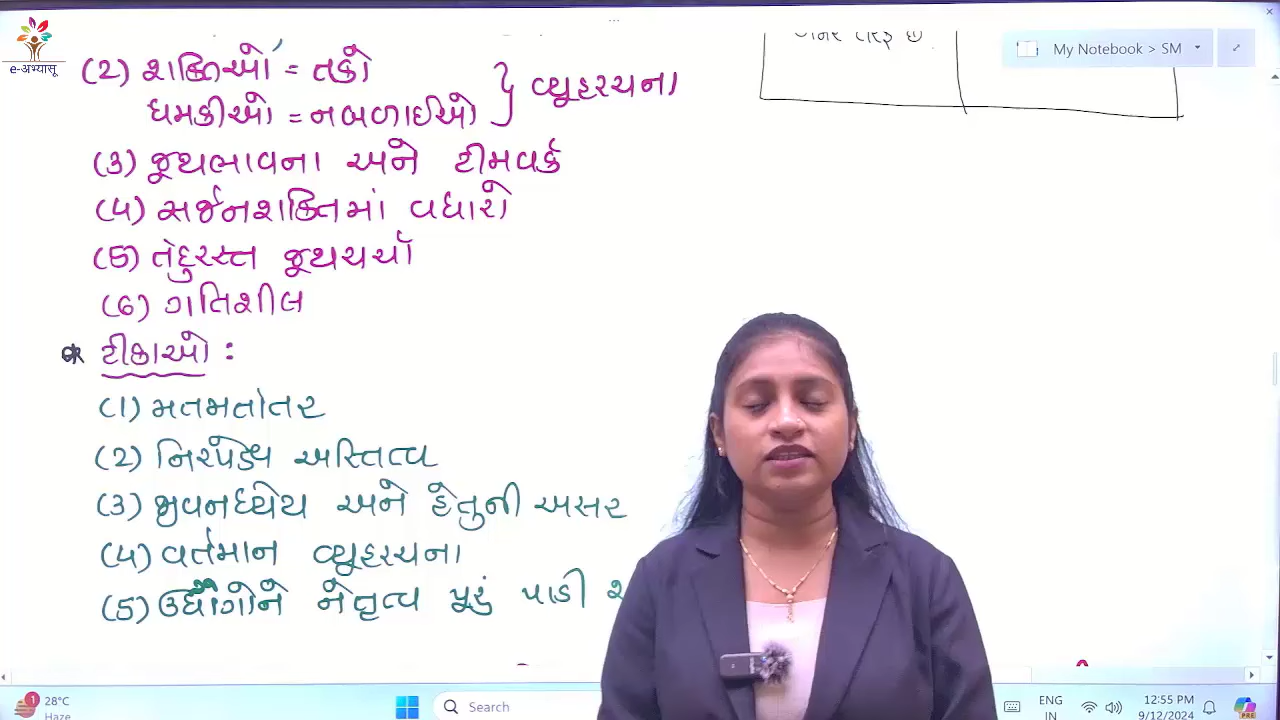 (2) શક્તિઓ = તકો
ધમકીઓ = નબળાઈઓ } વ્યૂહરચના
(3) જૂથભાવના અને ટીમવર્ક
(4) સર્જનશક્તિમાં વધારો
(5) તંદુરસ્ત જૂથચર્ચા
(6) ગતિશીલ
ટીકાઓ :
(1) મતમતાંતર
(2) નિરપેક્ષ અસ્તિત્વ
(3) જીવનધ્યેય અને હેતુની અસર
(4) વર્તમાન વ્યૂહરચના
(5) ઉદ્યોગોને નેતૃત્વ પૂરું પાડી
e-अभ्यासू
My Notebook > SM
28°C
Haze
Search
ENG
IN
12:55 PM
9/12/2024